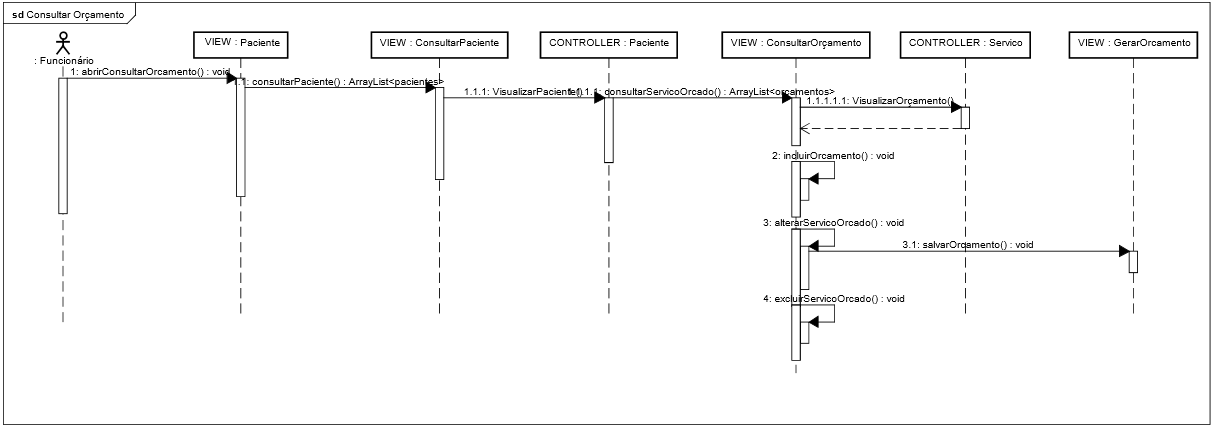 sd Consultar Orçamento
VIEW : Paciente
VIEW : ConsultarPaciente
CONTROLLER : Paciente
VIEW : ConsultarOrçamento
CONTROLLER : Servico
VIEW : GerarOrcamento
: Funcionário
1: abrirConsultarOrcamento() : void
1.1: consultarPaciente() : ArrayList<pacientes>
1.1.1: VisualizarPaciente()
1.1.1.1: consultarServicoOrcado() : ArrayList<orçamentos>
1.1.1.1.1: VisualizarOrçamento()
2: incluirOrcamento() : void
3: alterarServicoOrcado() : void
3.1: salvarOrçamento() : void
4: excluirServicoOrcado() : void